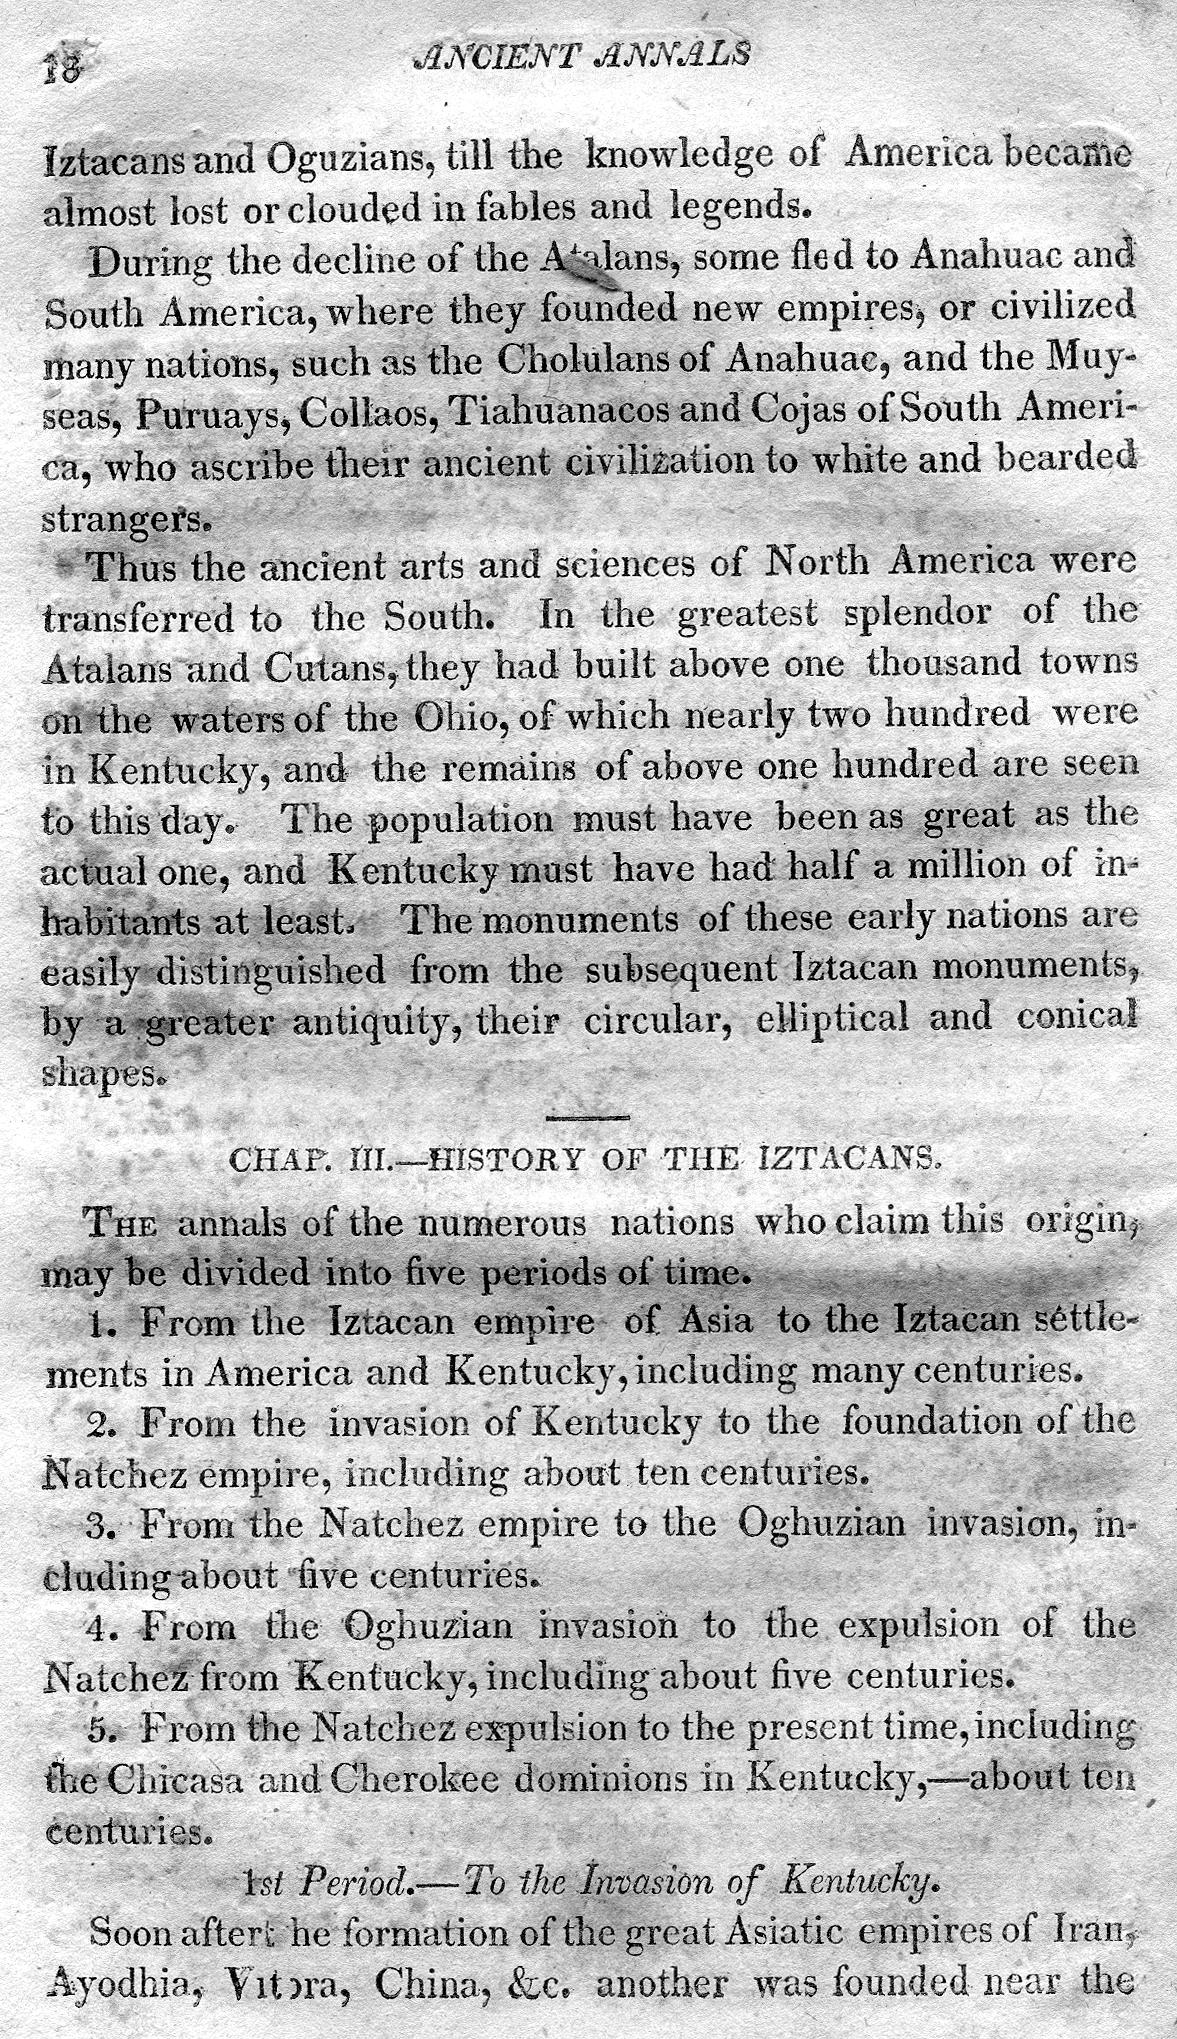 18
ANCIENT ANNALS
Iztacans and Oguzians, till the knowledge of America became
almost lost or clouded in fables and legends.
During the decline of the Atalans, some fled to Anahuac and
South America, where they founded new empires, or civilized
many nations, such as the Cholulans of Anahuac, and the Muy-
seas, Puruays, Collaos, Tiahuanacos and Cojas of South Ameri-
ca, who ascribe their ancient civilization to white and bearded
strangers.
Thus the ancient arts and sciences of North America were
transferred to the South. In the greatest splendor of the
Atalans and Cutans, they had built above one thousand towns
on the waters of the Ohio, of which nearly two hundred were
in Kentucky, and the remains of above one hundred are seen
to this day. The population must have been as great as the
actual one, and Kentucky must have had half a million of in-
habitants at least. The monuments of these early nations are
easily distinguished from the subsequent Iztacan monuments,
by a greater antiquity, their circular, elliptical and conical
shapes.
CHAP. III.—HISTORY OF THE IZTACANS.
THE annals of the numerous nations who claim this origin,
may be divided into five periods of time.
1. From the Iztacan empire of Asia to the Iztacan settle-
ments in America and Kentucky, including many centuries.
2. From the invasion of Kentucky to the foundation of the
Natchez empire, including about ten centuries.
3. From the Natchez empire to the Oghuzian invasion, in-
cluding about five centuries.
4. From the Oghuzian invasion to the expulsion of the
Natchez from Kentucky, including about five centuries.
5. From the Natchez expulsion to the present time, including
the Chicasa and Cherokee dominions in Kentucky,—about ten
centuries.
1st Period.—To the Invasion of Kentucky.
Soon after the formation of the great Asiatic empires of Iran,
Ayodhia, Vitora, China, &c. another was founded near the